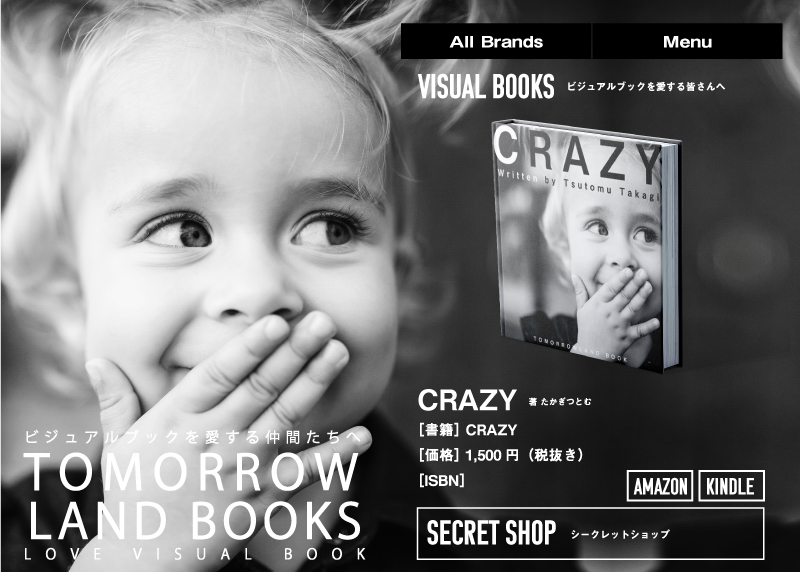 All Brands
Menu
VISUAL BOOKS ビジュアルブックを愛する皆さんへ
CRAZY
Written by Tsutomu Takagi
TOMORROWLAND BOOK
CRAZY 著 たかぎつとむ
[書籍] CRAZY
[価格] 1,500 円（税抜き）
[ISBN]
AMAZON
KINDLE
SECRET SHOP シークレットショップ
ビジュアルブックを愛する仲間たちへ
TOMORROW
LAND BOOKS
LOVE VISUAL BOOK